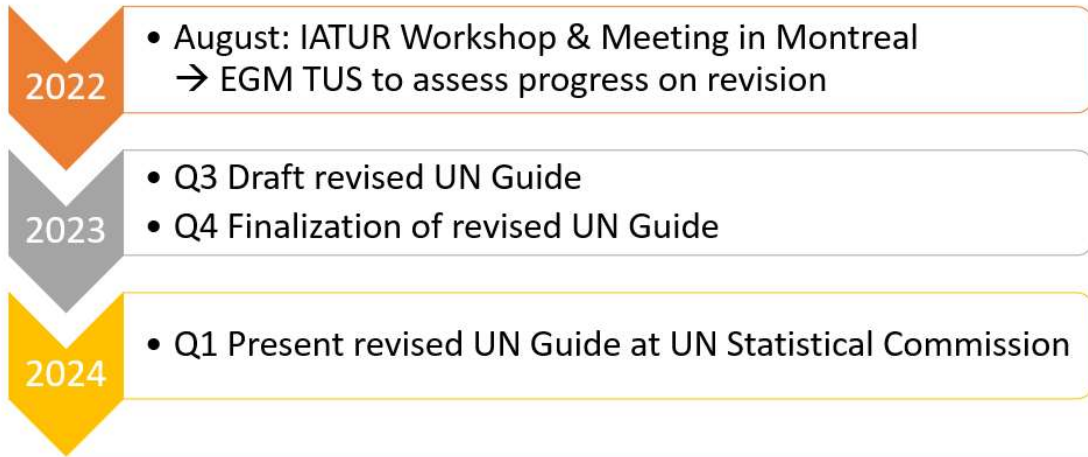 2022
• August: IATUR Workshop & Meeting in Montreal
→ EGM TUS to assess progress on revision
2023
• Q3 Draft revised UN Guide
• Q4 Finalization of revised UN Guide
2024
• Q1 Present revised UN Guide at UN Statistical Commission